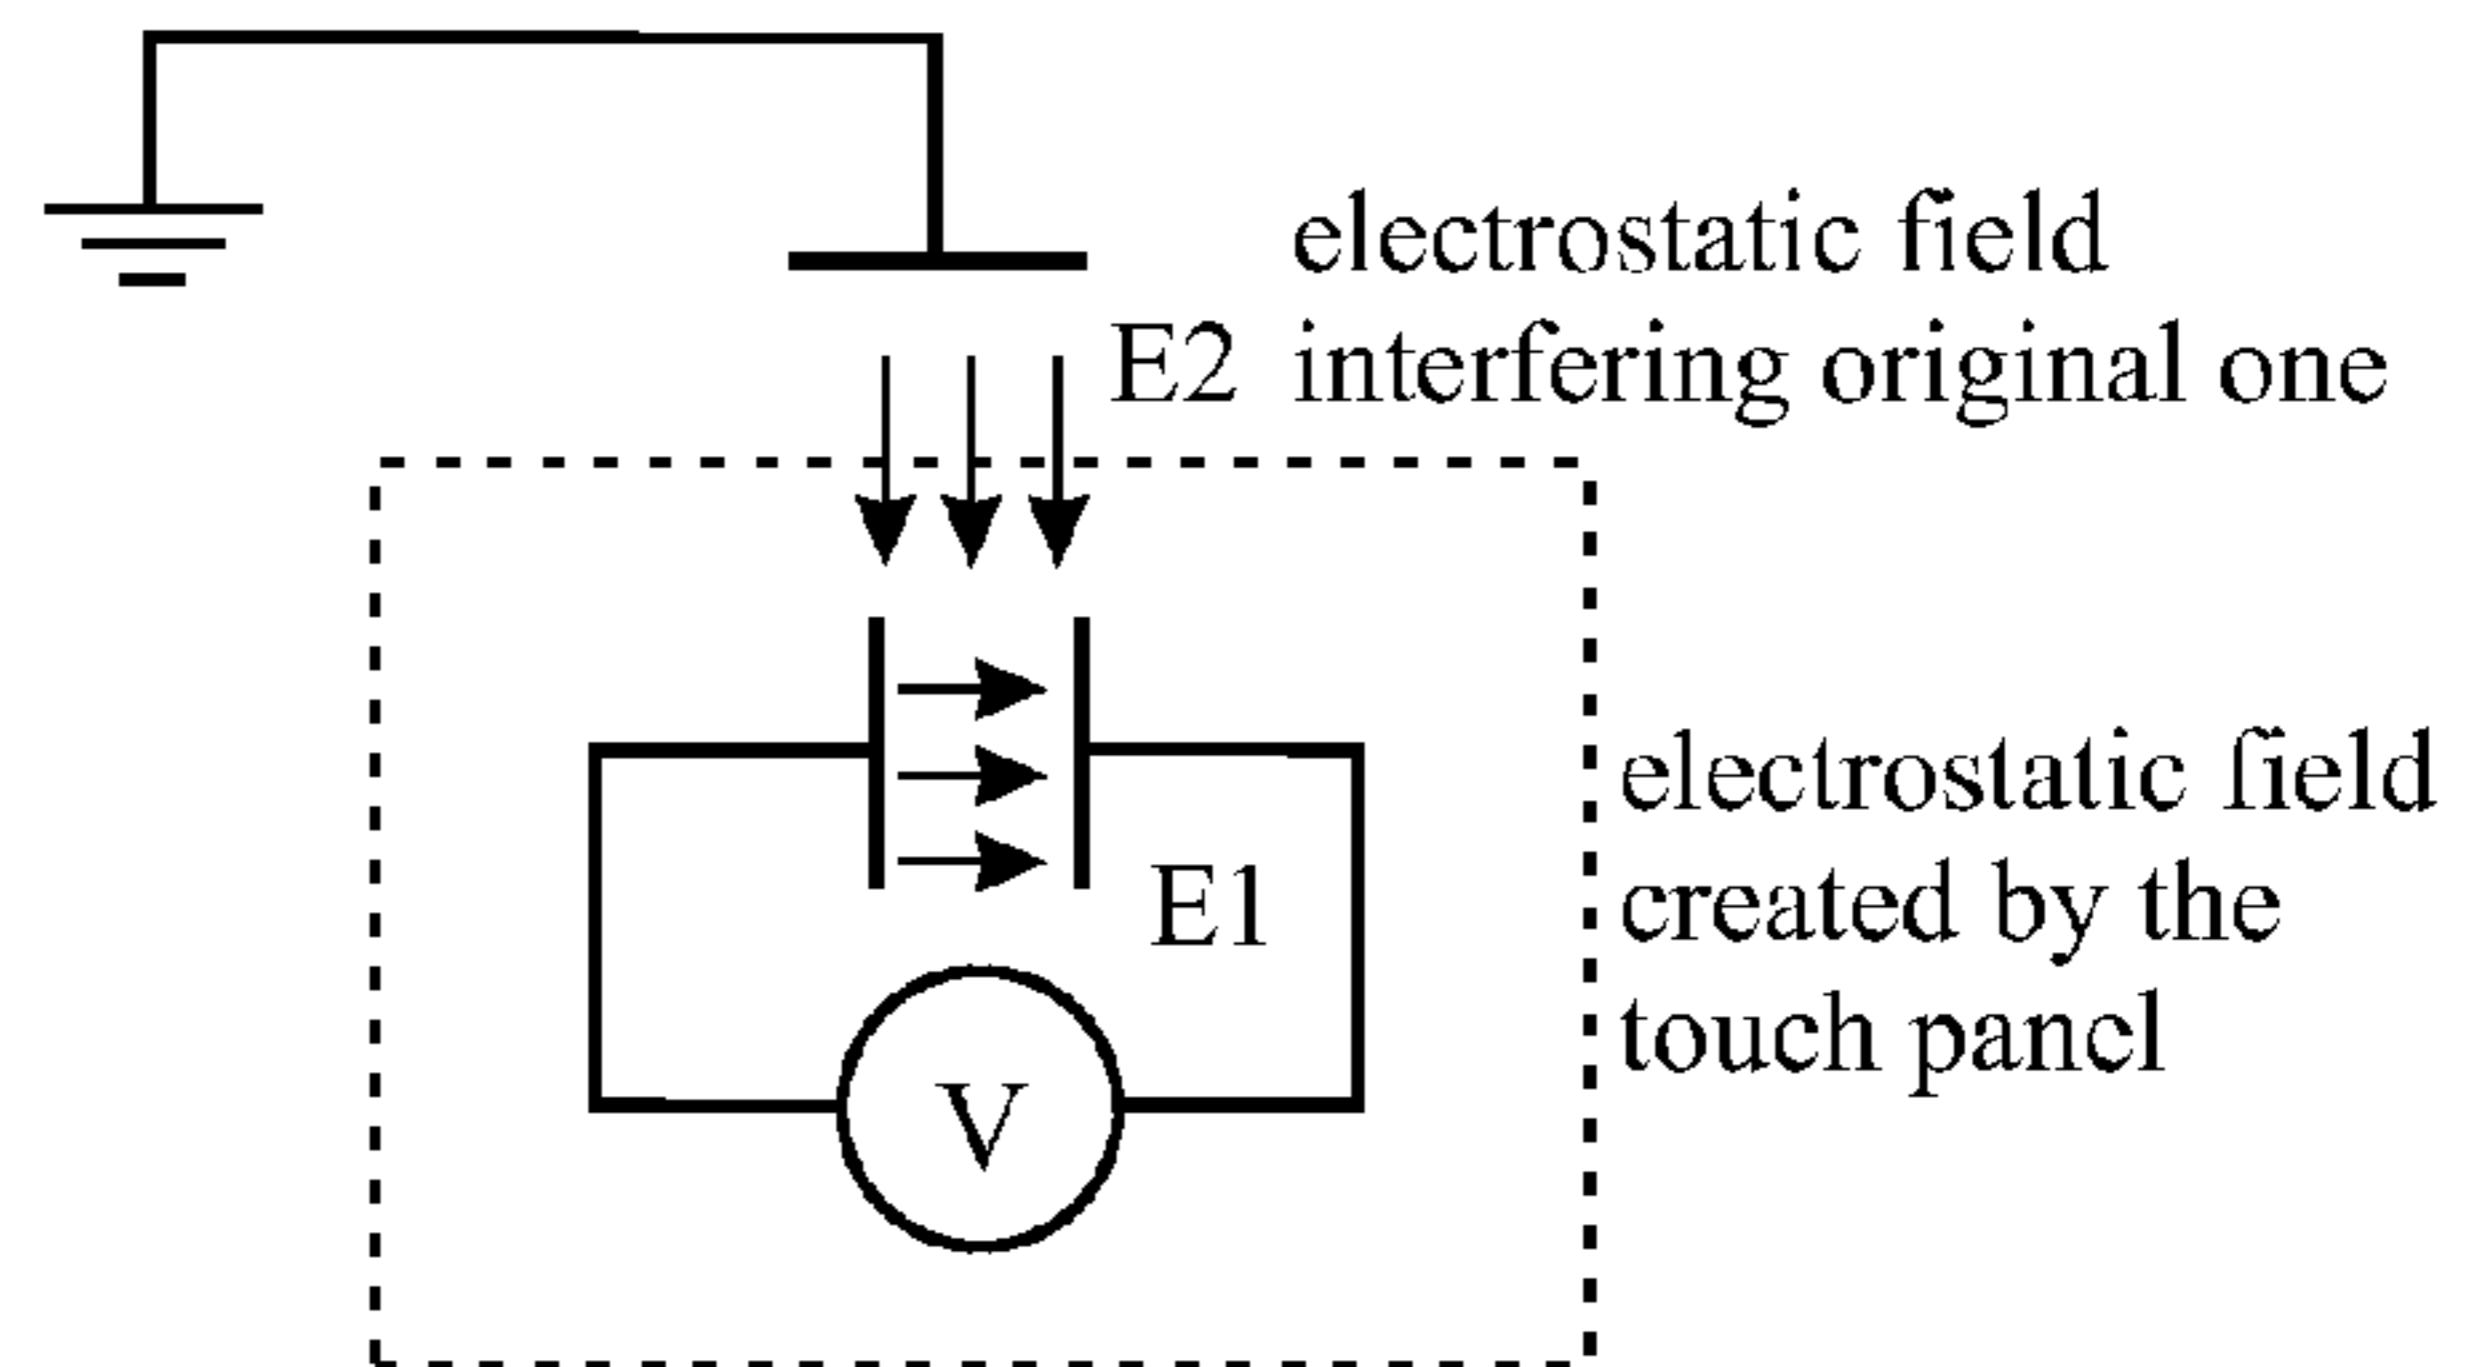 electrostatic field
E2 interfering original one
electrostatic field
created by the
E1
touch panel
V